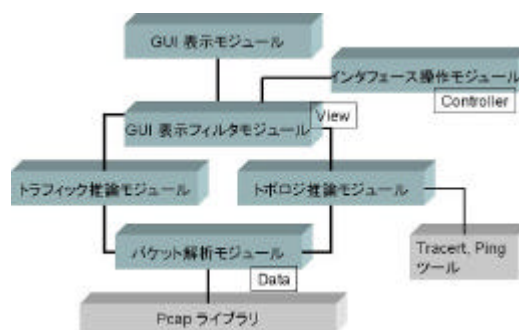 GUI 表示モジュール
インタフェース操作モジュール
Controller
View
GUI 表示フィルタモジュール
トラフィック推論モジュール
トポロジ推論モジュール
パケット解析モジュール
Data
Tracert, Ping
ツール
Pcap ライブラリ